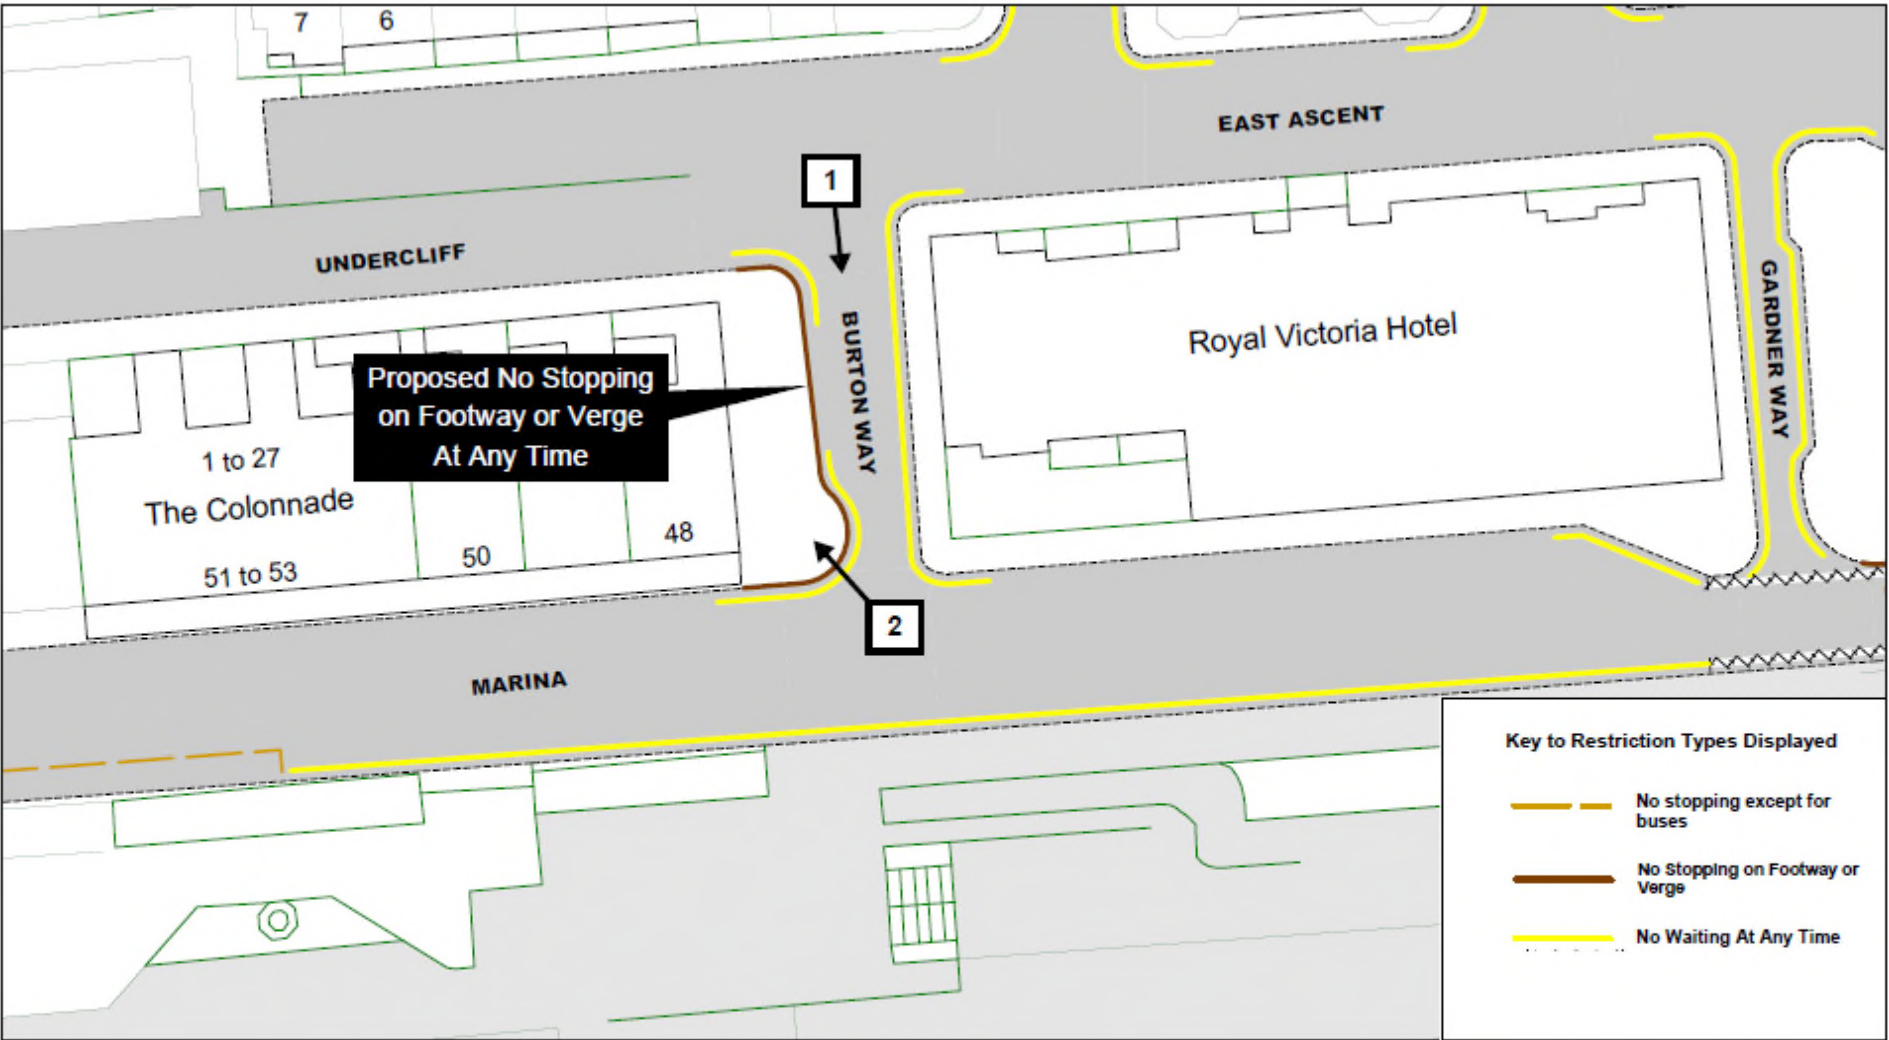 7
6
EAST ASCENT
1
UNDERCLIFF
BURTON WAY
Royal Victoria Hotel
GARDNER WAY
Proposed No Stopping
on Footway or Verge
At Any Time
1 to 27
The Colonnade
51 to 53
50
48
2
MARINA
Key to Restriction Types Displayed
No stopping except for
buses
No Stopping on Footway or
Verge
No Waiting At Any Time